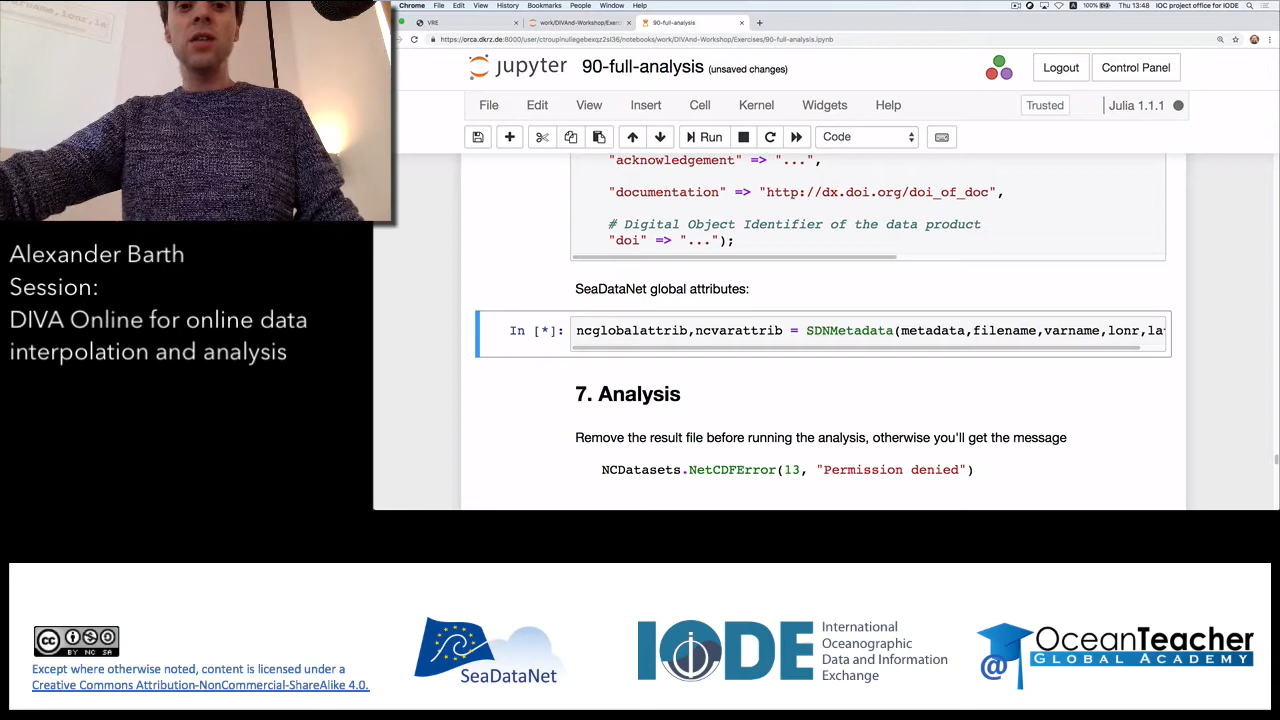 Chrome File Edit View History Bookmarks People Window Help
100% Thu 13:48 IOC project office for IODE
VRE
work/DIVAnd-Workshop/Exerc
90-full-analysis
https://orca.dkrz.de:8000/user/ctroupinuliegebexqz2sl36/notebooks/work/DIVAnd-Workshop/Exercises/90-full-analysis.ipynb
jupyter 90-full-analysis (unsaved changes)
Logout Control Panel
File Edit View Insert Cell Kernel Widgets Help
Trusted Julia 1.1.1
Run Code
"acknowledgement" => "...",
"documentation" => "http://dx.doi.org/doi_of_doc",
# Digital Object Identifier of the data product
"doi" => "...");
SeaDataNet global attributes:
In [*]: ncglobalattrib,ncvarattrib = SDNMetadata(metadata,filename,varname,lonr,la
7. Analysis
Remove the result file before running the analysis, otherwise you'll get the message
NCDatasets.NetCDFError(13, "Permission denied")
Alexander Barth
Session:
DIVA Online for online data
interpolation and analysis
cc BY NC SA
Except where otherwise noted, content is licensed under a
Creative Commons Attribution-NonCommercial-ShareAlike 4.0.
SeaDataNet
IODE
International
Oceanographic
Data and Information
Exchange
@
OceanTeacher
GLOBAL ACADEMY